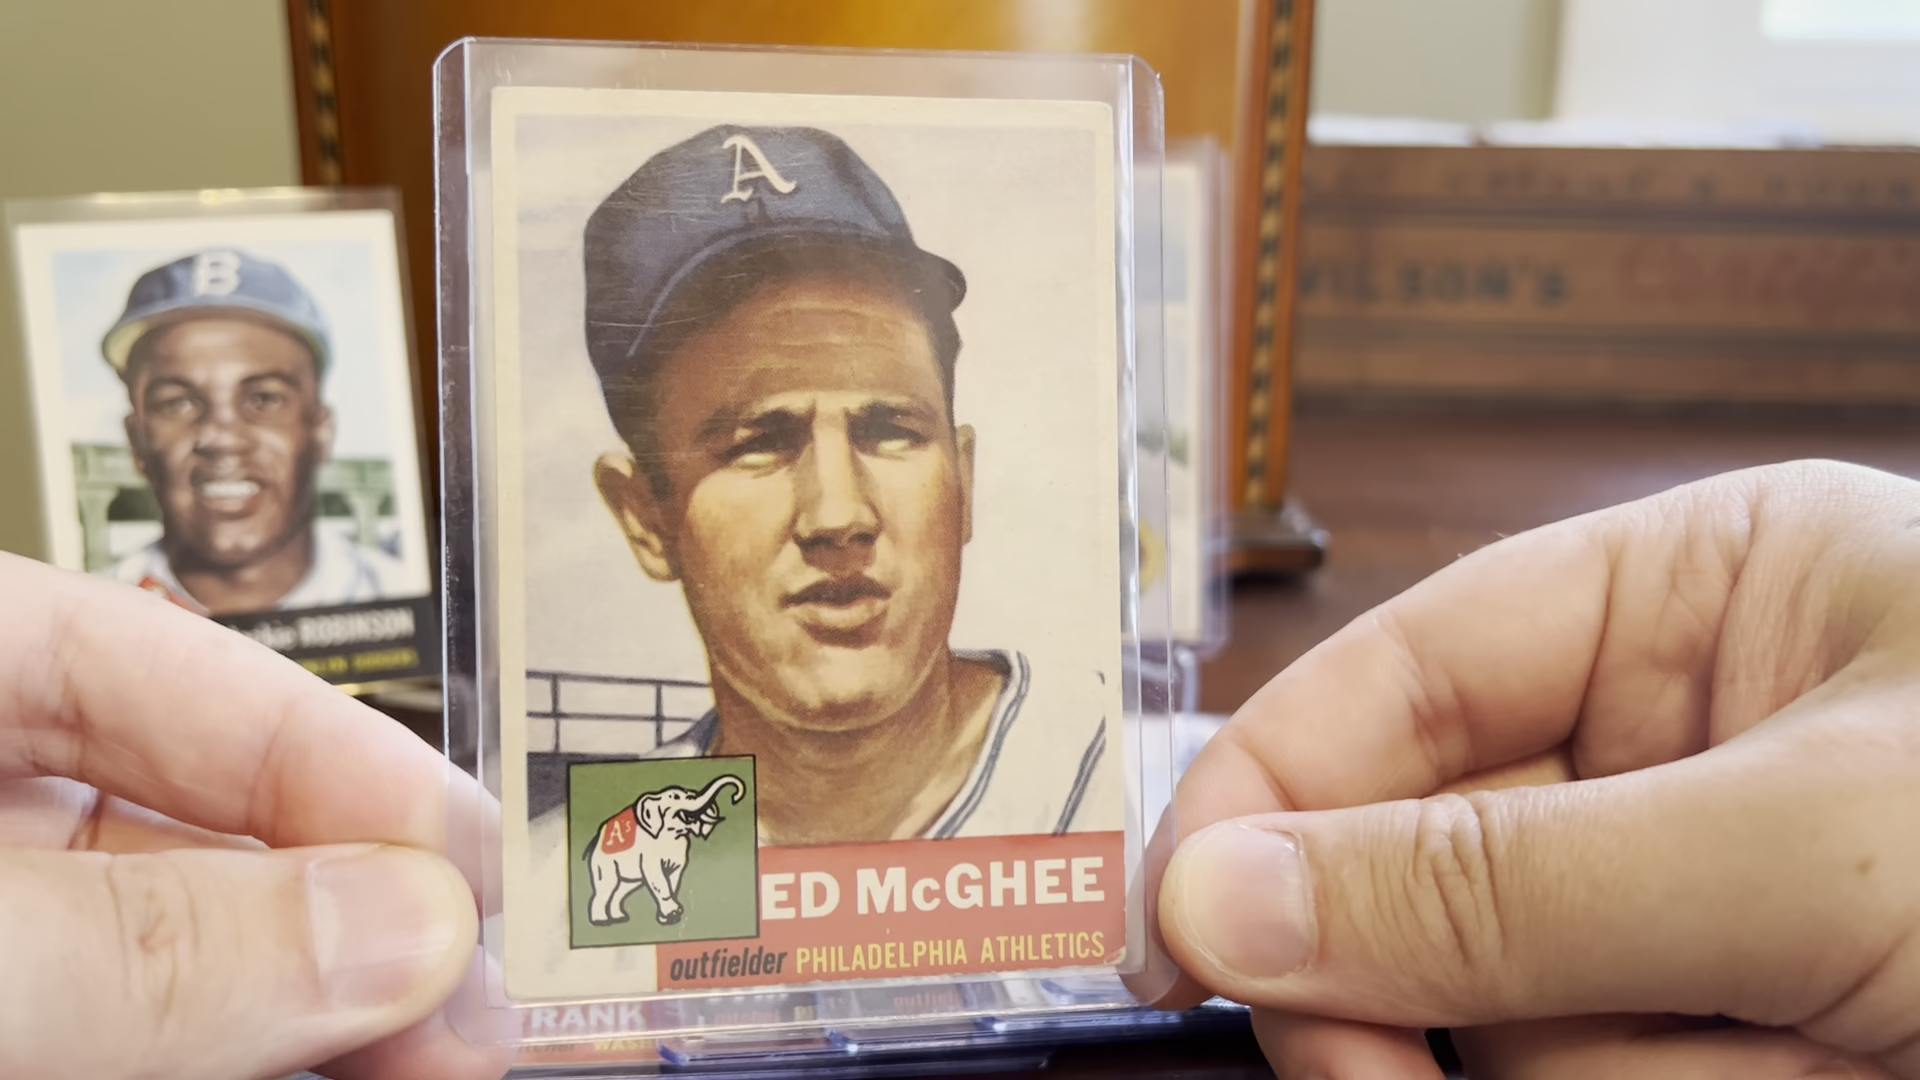 A
B
A's
ED McGHEE
outfielder PHILADELPHIA ATHLETICS
ROBINSON
FRANK
WILSON'S